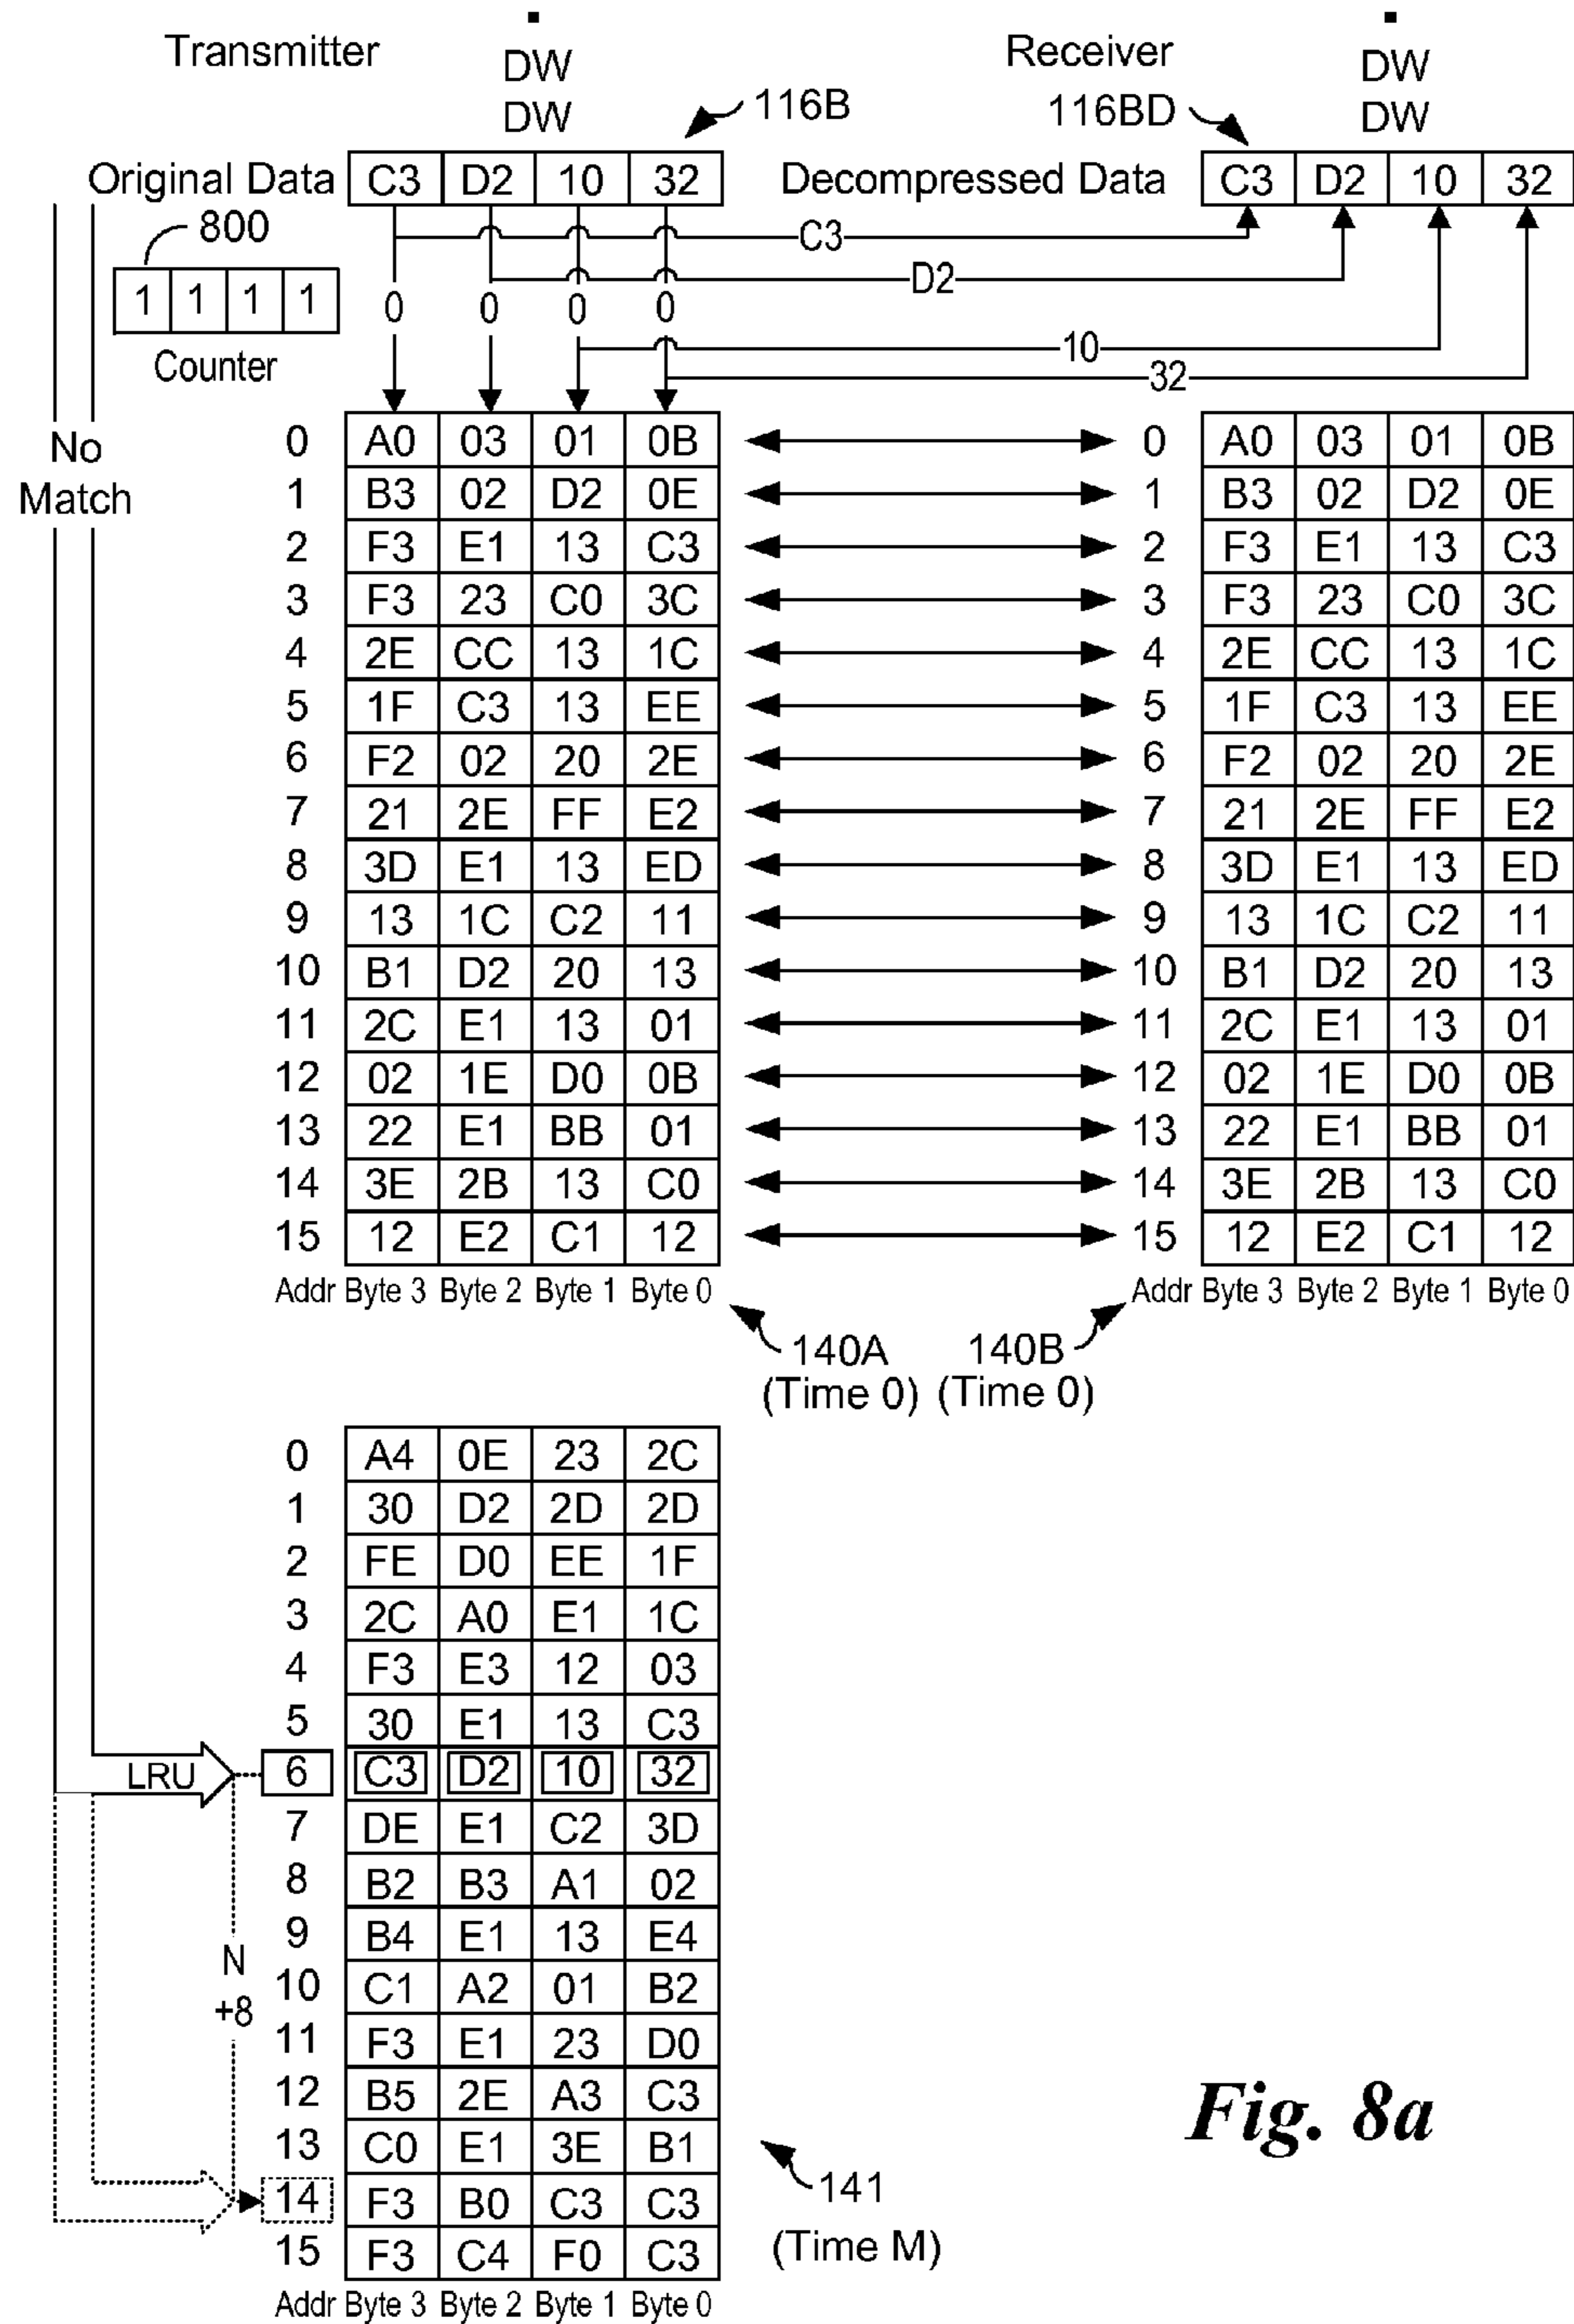 Transmitter DW Receiver DW
DW 116B 116BD DW
Original Data C3 D2 10 32 Decompressed Data C3 D2 10 32
800 C3
1 1 1 1 0 0 0 0 D2
Counter 10
32
No
Match
0 A0 03 01 0B 0 A0 03 01 0B
1 B3 02 D2 0E 1 B3 02 D2 0E
2 F3 E1 13 C3 2 F3 E1 13 C3
3 F3 23 C0 3C 3 F3 23 C0 3C
4 2E CC 13 1C 4 2E CC 13 1C
5 1F C3 13 EE 5 1F C3 13 EE
6 F2 02 20 2E 6 F2 02 20 2E
7 21 2E FF E2 7 21 2E FF E2
8 3D E1 13 ED 8 3D E1 13 ED
9 13 1C C2 11 9 13 1C C2 11
10 B1 D2 20 13 10 B1 D2 20 13
11 2C E1 13 01 11 2C E1 13 01
12 02 1E D0 0B 12 02 1E D0 0B
13 22 E1 BB 01 13 22 E1 BB 01
14 3E 2B 13 C0 14 3E 2B 13 C0
15 12 E2 C1 12 15 12 E2 C1 12
Addr Byte 3 Byte 2 Byte 1 Byte 0 Addr Byte 3 Byte 2 Byte 1 Byte 0
140A 140B
(Time 0) (Time 0)
0 A4 0E 23 2C
1 30 D2 2D 2D
2 FE D0 EE 1F
3 2C A0 E1 1C
4 F3 E3 12 03
5 30 E1 13 C3
LRU 6 C3 D2 10 32
7 DE E1 C2 3D
8 B2 B3 A1 02
9 B4 E1 13 E4
N
10 C1 A2 01 B2
+8
11 F3 E1 23 D0
12 B5 2E A3 C3
13 C0 E1 3E B1
14 F3 B0 C3 C3
15 F3 C4 F0 C3
Addr Byte 3 Byte 2 Byte 1 Byte 0
141
(Time M)
Fig. 8a